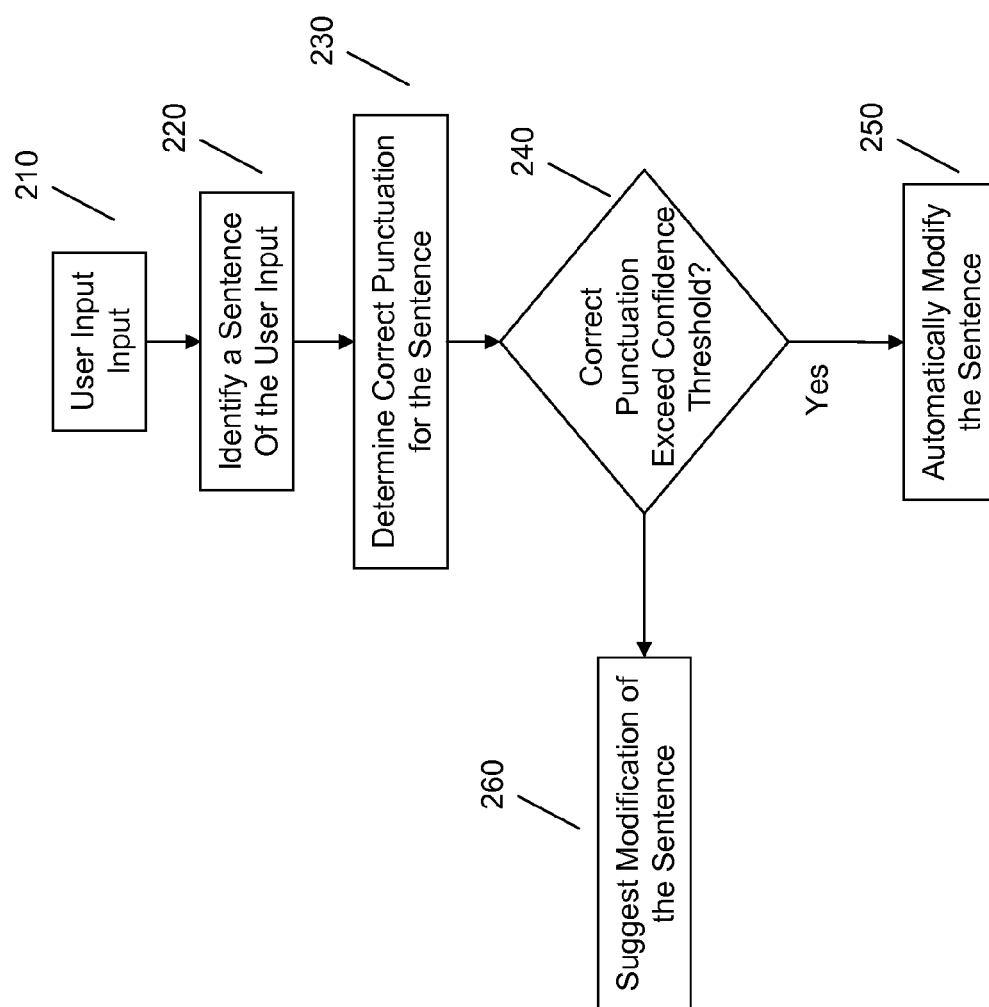 210
User Input
Input
220
Identify a Sentence
Of the User Input
230
Determine Correct Punctuation
for the Sentence
240
Correct
Punctuation
Exceed Confidence
Threshold?
Yes
250
Automatically Modify
the Sentence
260
Suggest Modification of
the Sentence